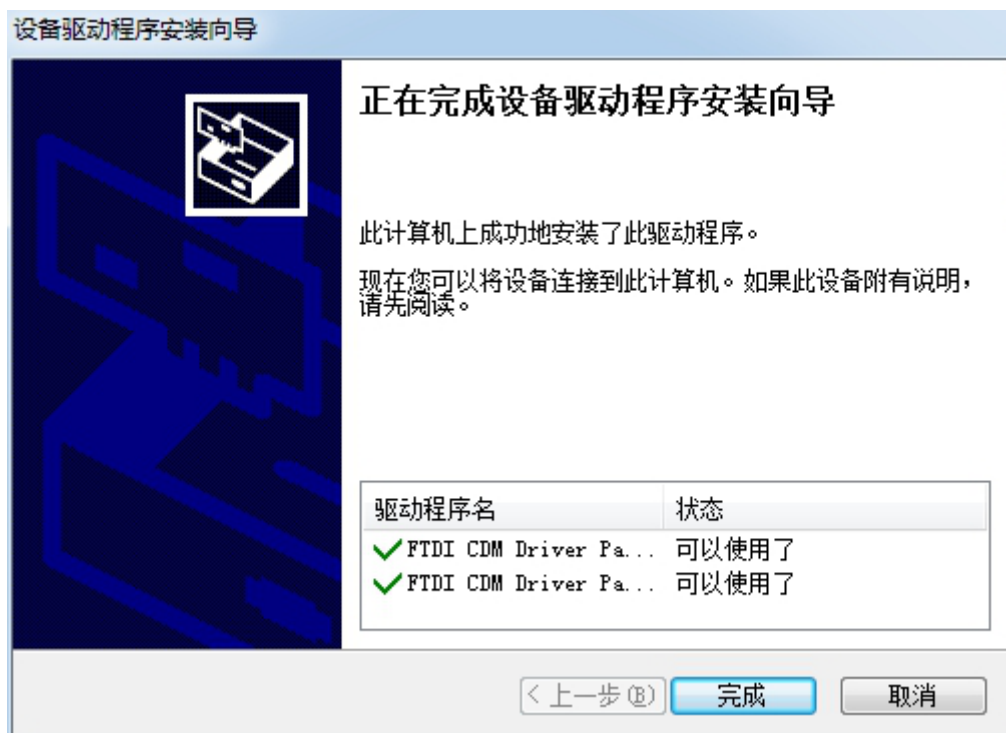 设备驱动程序安装向导
正在完成设备驱动程序安装向导
此计算机上成功地安装了此驱动程序。
现在您可以将设备连接到此计算机。如果此设备附有说明，
请先阅读。
驱动程序名 状态
FTDI CDM Driver Pa... 可以使用了
FTDI CDM Driver Pa... 可以使用了
< 上一步(B) 完成 取消